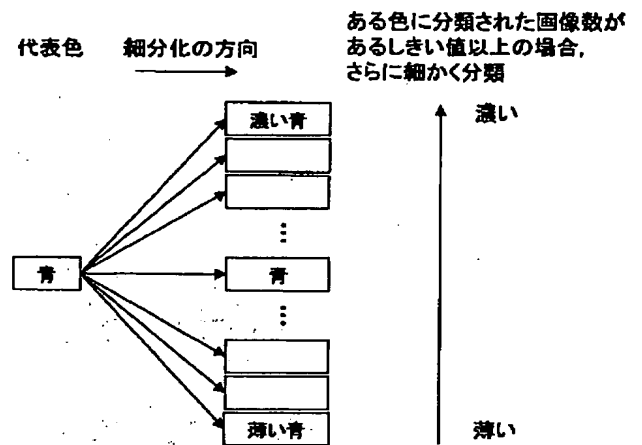 代表色
細分化の方向
ある色に分類された画像数が
あるしきい値以上の場合,
さらに細かく分類
濃い青
濃い
青
青
薄い青
薄い